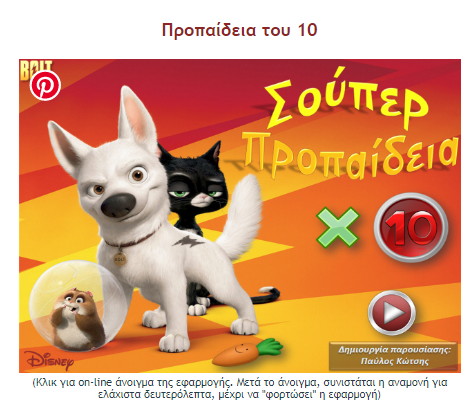 Προπαίδεια του 10
BOLT
Σούπερ
Προπαίδεια
× 10
Disney
Δημιουργία παρουσίασης:
Παύλος Κώτσης
(Κλικ για on-line άνοιγμα της εφαρμογής. Μετά το άνοιγμα, συνιστάται η αναμονή για
ελάχιστα δευτερόλεπτα, μέχρι να "φορτώσει" η εφαρμογή)